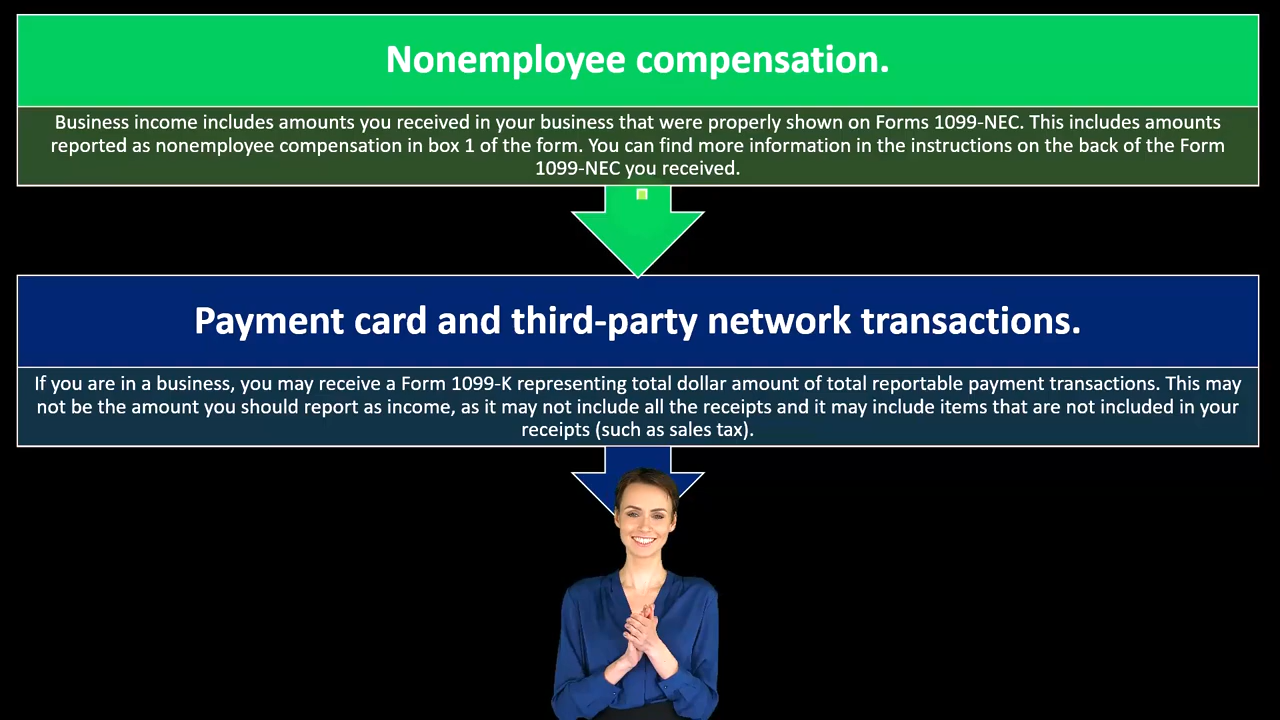 Nonemployee compensation.
Business income includes amounts you received in your business that were properly shown on Forms 1099-NEC. This includes amounts
reported as nonemployee compensation in box 1 of the form. You can find more information in the instructions on the back of the Form
1099-NEC you received.
Payment card and third-party network transactions.
If you are in a business, you may receive a Form 1099-K representing total dollar amount of total reportable payment transactions. This may
not be the amount you should report as income, as it may not include all the receipts and it may include items that are not included in your
receipts (such as sales tax).